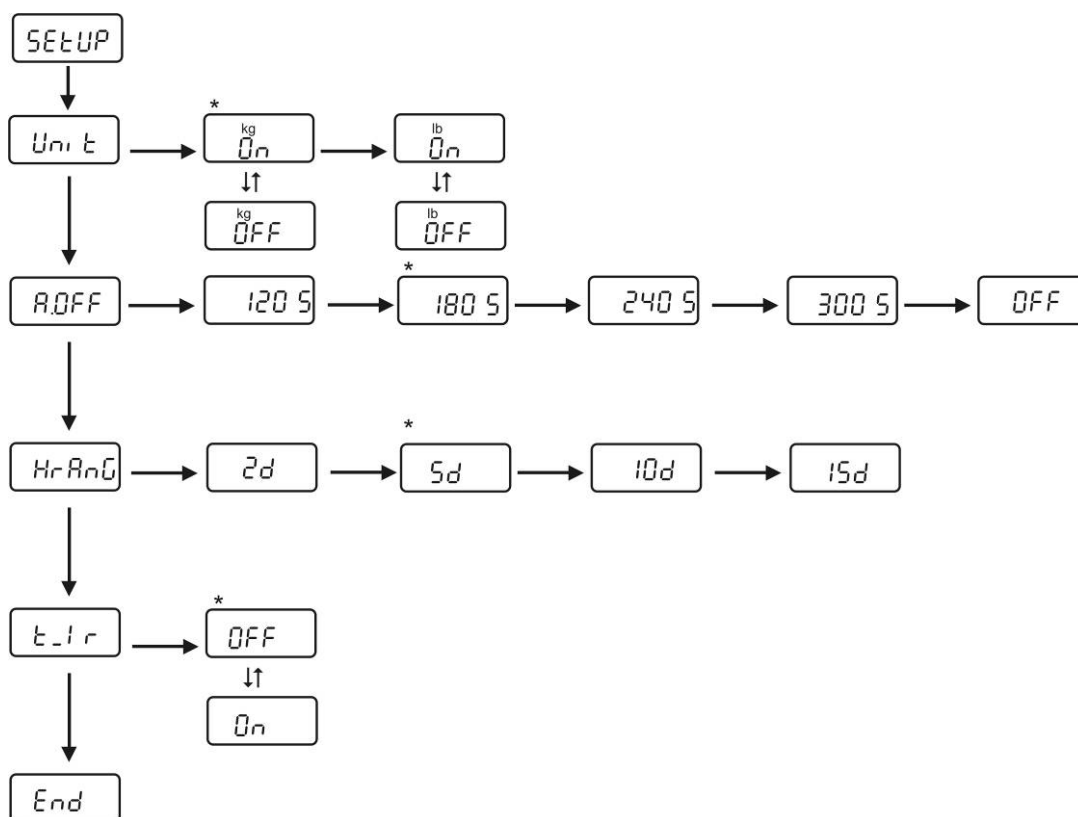 SEtUP
*
kg
Unit On
lb
On
kg
OFF
lb
OFF
*
A.OFF 120 S 180 S 240 S 300 S OFF
*
HrAnG 2d 5d 10d 15d
*
t_Ir OFF
On
End